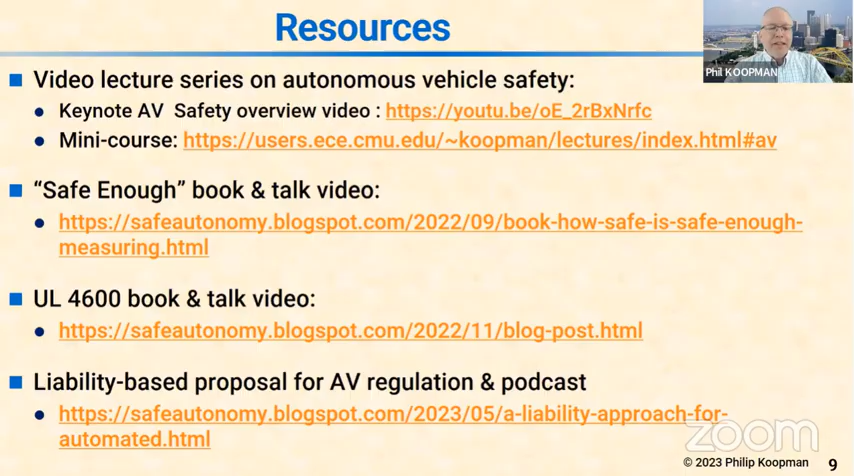 Resources
Phil KOOPMAN
Video lecture series on autonomous vehicle safety:
Keynote AV Safety overview video : https://youtu.be/oE_2rBxNrfc
Mini-course: https://users.ece.cmu.edu/~koopman/lectures/index.html#av
“Safe Enough” book & talk video:
https://safeautonomy.blogspot.com/2022/09/book-how-safe-is-safe-enough-
measuring.html
UL 4600 book & talk video:
https://safeautonomy.blogspot.com/2022/11/blog-post.html
Liability-based proposal for AV regulation & podcast
https://safeautonomy.blogspot.com/2023/05/a-liability-approach-for-
automated.html
zoom
© 2023 Philip Koopman 9